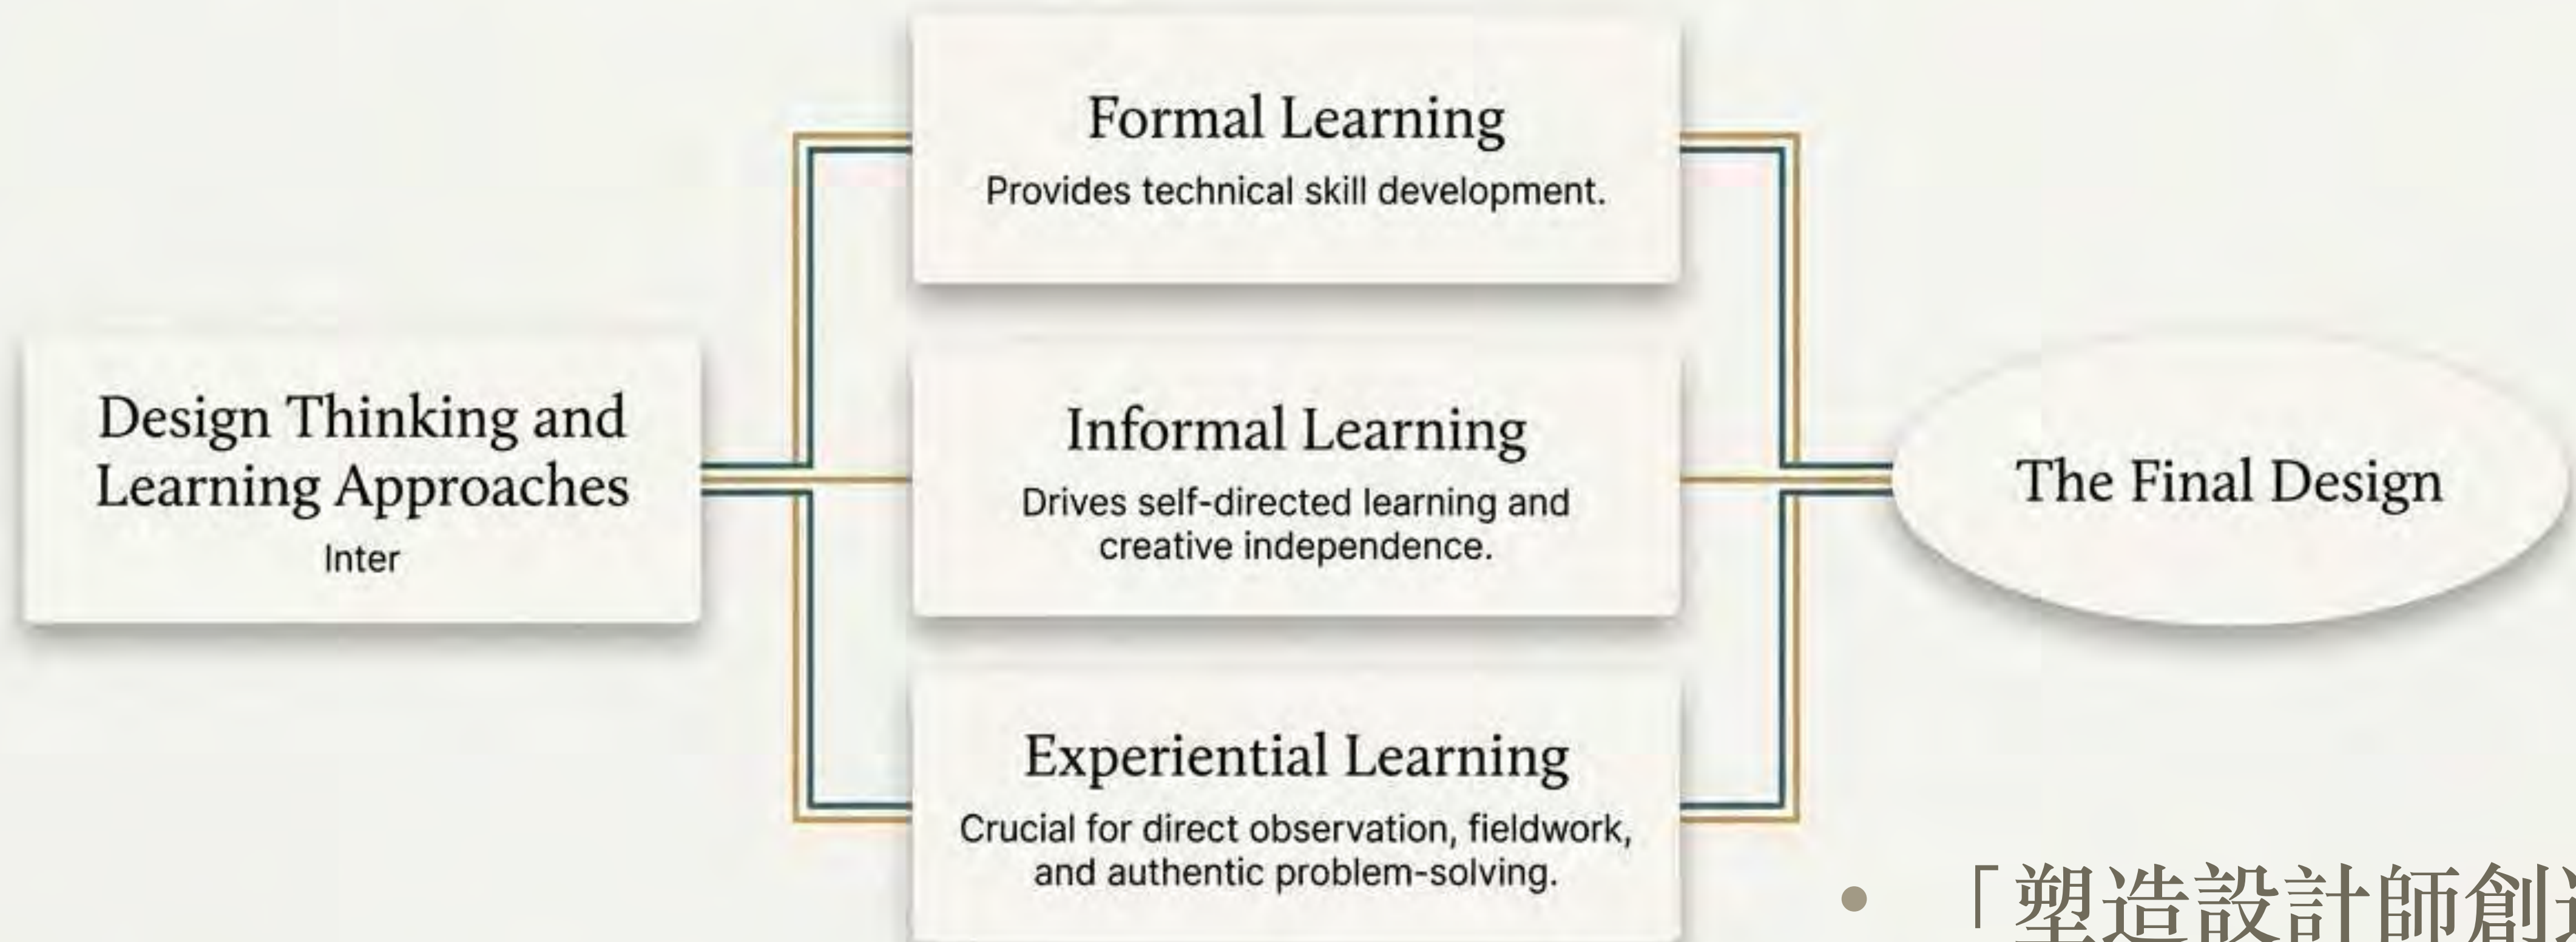 Formal Learning
Provides technical skill development.
Design Thinking and
Learning Approaches
Inter
Informal Learning
Drives self-directed learning and
creative independence.
The Final Design
Experiential Learning
Crucial for direct observation, fieldwork,
and authentic problem-solving.
• 「塑造設計師創